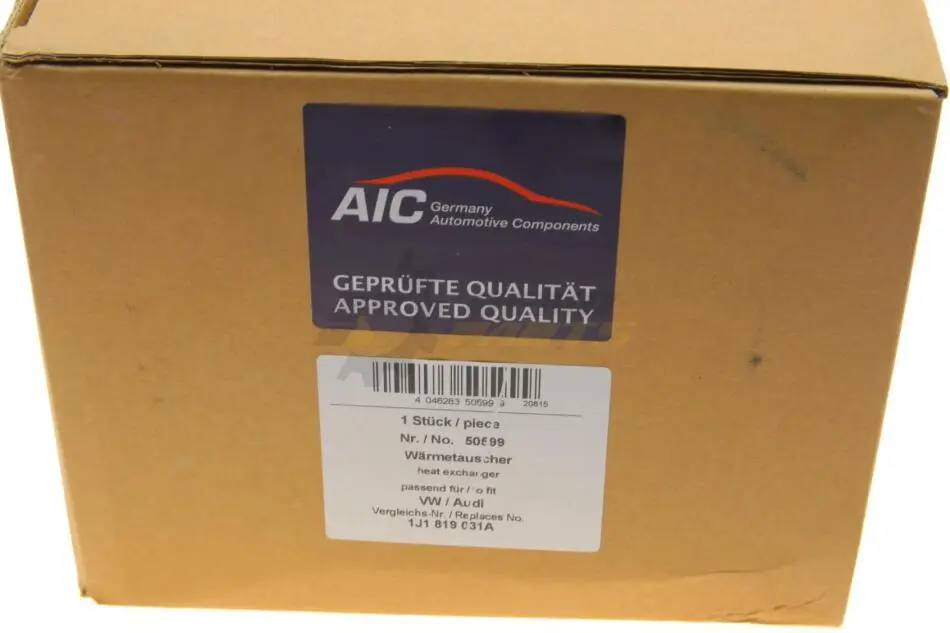 AIC Germany
Automotive Components
GEPRÜFTE QUALITÄT
APPROVED QUALITY
4 046283 50599 9 20815
1 Stück / piece
Nr. / No. 50599
Wärmetauscher
heat exchanger
passend für / to fit
VW / Audi
Vergleichs-Nr. / Replaces No.
1J1 819 031A